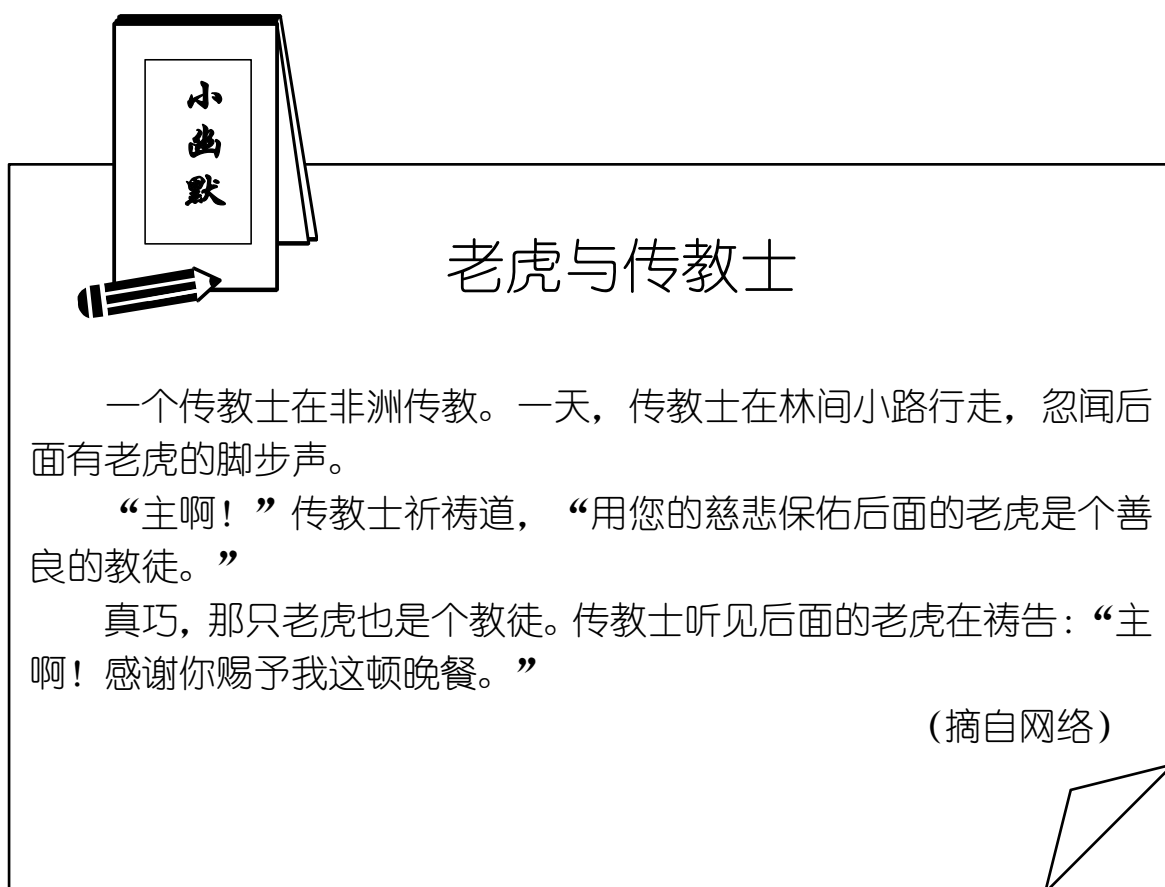 小幽默
老虎与传教士
一个传教士在非洲传教。一天，传教士在林间小路行走，忽闻后
面有老虎的脚步声。
“主啊！”传教士祈祷道，“用您的慈悲保佑后面的老虎是个善
良的教徒。”
真巧，那只老虎也是个教徒。传教士听见后面的老虎在祷告：“主
啊！感谢你赐予我这顿晚餐。”
（摘自网络）